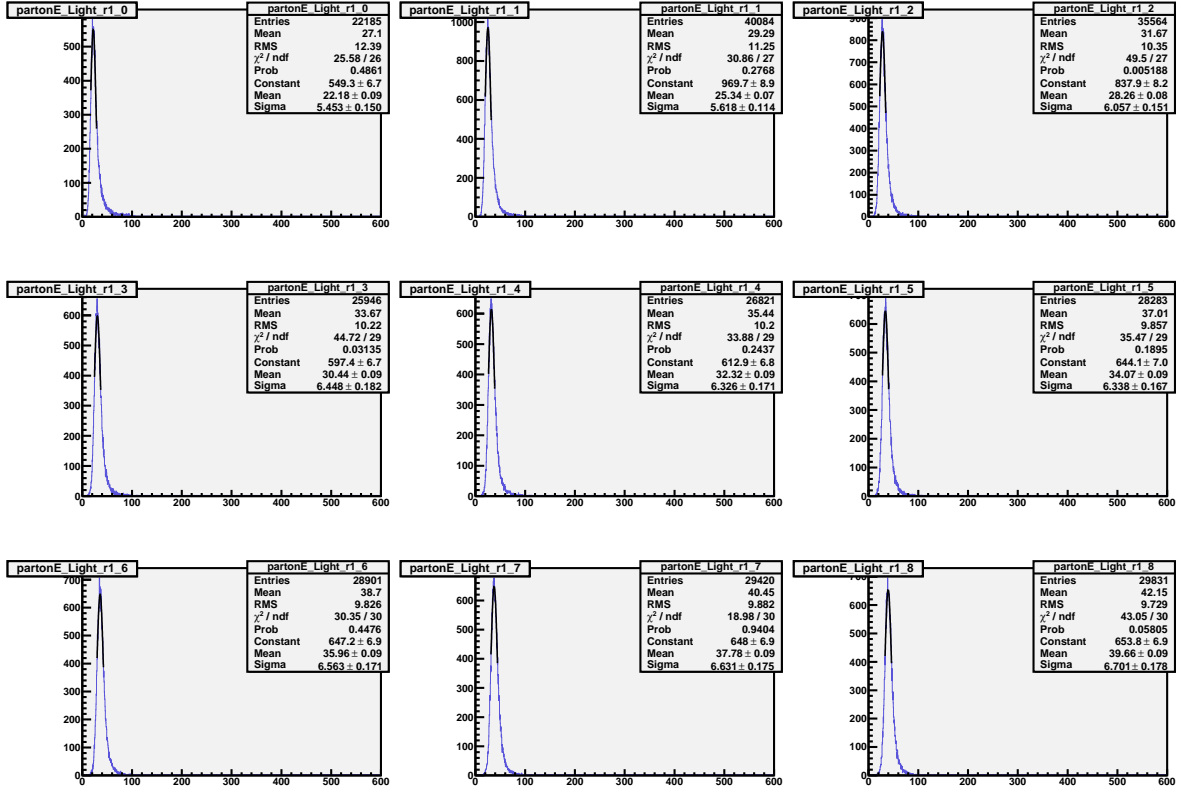 partonE_Light_r1_0
partonE_Light_r1_0
Entries 22185
Mean 27.1
RMS 12.39
χ² / ndf 25.58 / 26
Prob 0.4861
Constant 549.3 ± 6.7
Mean 22.18 ± 0.09
Sigma 5.453 ± 0.150
500
400
300
200
100
0
0 100 200 300 400 500 600
partonE_Light_r1_1
partonE_Light_r1_1
Entries 40084
Mean 29.29
RMS 11.25
χ² / ndf 30.86 / 27
Prob 0.2768
Constant 969.7 ± 8.9
Mean 25.34 ± 0.07
Sigma 5.618 ± 0.114
1000
800
600
400
200
0
0 100 200 300 400 500 600
partonE_Light_r1_2
partonE_Light_r1_2
Entries 35564
Mean 31.67
RMS 10.35
χ² / ndf 49.5 / 27
Prob 0.005188
Constant 837.9 ± 8.2
Mean 28.26 ± 0.08
Sigma 6.057 ± 0.151
900
800
700
600
500
400
300
200
100
0
0 100 200 300 400 500 600
partonE_Light_r1_3
partonE_Light_r1_3
Entries 25946
Mean 33.67
RMS 10.22
χ² / ndf 44.72 / 29
Prob 0.03135
Constant 597.4 ± 6.7
Mean 30.44 ± 0.09
Sigma 6.448 ± 0.182
600
500
400
300
200
100
0
0 100 200 300 400 500 600
partonE_Light_r1_4
partonE_Light_r1_4
Entries 26821
Mean 35.44
RMS 10.2
χ² / ndf 33.88 / 29
Prob 0.2437
Constant 612.9 ± 6.8
Mean 32.32 ± 0.09
Sigma 6.326 ± 0.171
600
500
400
300
200
100
0
0 100 200 300 400 500 600
partonE_Light_r1_5
partonE_Light_r1_5
Entries 28283
Mean 37.01
RMS 9.857
χ² / ndf 35.47 / 29
Prob 0.1895
Constant 644.1 ± 7.0
Mean 34.07 ± 0.09
Sigma 6.338 ± 0.167
700
600
500
400
300
200
100
0
0 100 200 300 400 500 600
partonE_Light_r1_6
partonE_Light_r1_6
Entries 28901
Mean 38.7
RMS 9.826
χ² / ndf 30.35 / 30
Prob 0.4476
Constant 647.2 ± 6.9
Mean 35.96 ± 0.09
Sigma 6.563 ± 0.171
700
600
500
400
300
200
100
0
0 100 200 300 400 500 600
partonE_Light_r1_7
partonE_Light_r1_7
Entries 29420
Mean 40.45
RMS 9.882
χ² / ndf 18.98 / 30
Prob 0.9404
Constant 648 ± 6.9
Mean 37.78 ± 0.09
Sigma 6.631 ± 0.175
600
500
400
300
200
100
0
0 100 200 300 400 500 600
partonE_Light_r1_8
partonE_Light_r1_8
Entries 29831
Mean 42.15
RMS 9.729
χ² / ndf 43.05 / 30
Prob 0.05805
Constant 653.8 ± 6.9
Mean 39.66 ± 0.09
Sigma 6.701 ± 0.178
700
600
500
400
300
200
100
0
0 100 200 300 400 500 600